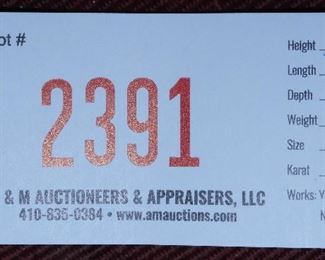 ot #
2391
& M AUCTIONEERS & APPRAISERS, LLC
410-835-0384 • www.amauctions.com
Height
Length
Depth
Weight
Size
Karat
Works: Y
N